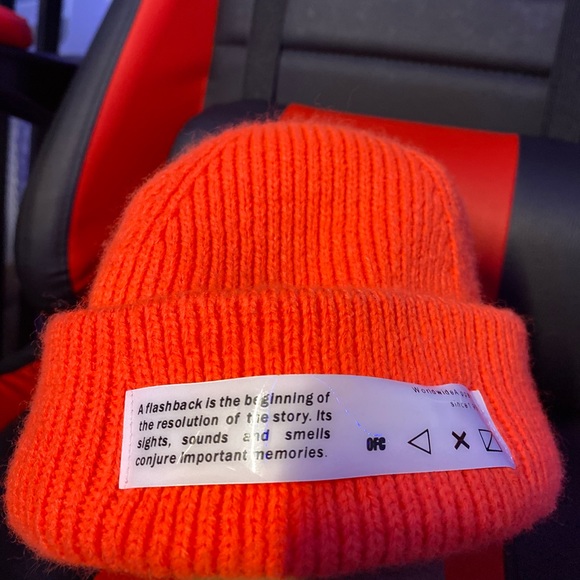 A flashback is the beginning of
the resolution of the story. Its
sights, sounds and smells
conjure important memories.
OFC